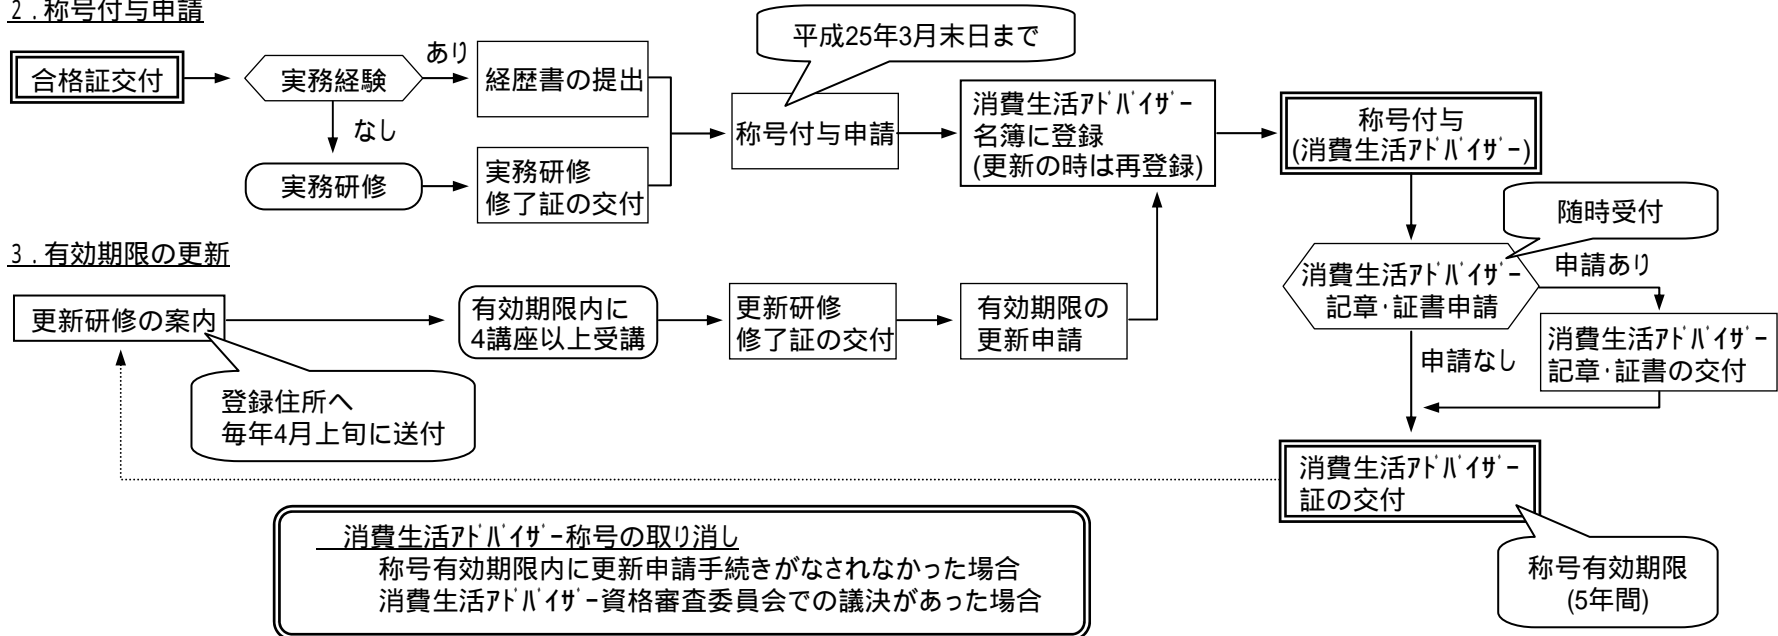 2．称号付与申請
合格証交付
実務経験
あり
なし
経歴書の提出
実務研修
実務研修
修了証の交付
平成25年3月末日まで
称号付与申請
消費生活ｱﾄﾞﾊﾞｲｻﾞｰ
名簿に登録
(更新の時は再登録)
称号付与
(消費生活ｱﾄﾞﾊﾞｲｻﾞｰ)
随時受付
消費生活ｱﾄﾞﾊﾞｲｻﾞｰ
記章･証書申請
申請あり
申請なし
消費生活ｱﾄﾞﾊﾞｲｻﾞｰ
記章･証書の交付
消費生活ｱﾄﾞﾊﾞｲｻﾞｰ
証の交付
称号有効期限
(5年間)
3．有効期限の更新
更新研修の案内
登録住所へ
毎年4月上旬に送付
有効期限内に
4講座以上受講
更新研修
修了証の交付
有効期限の
更新申請
消費生活ｱﾄﾞﾊﾞｲｻﾞｰ称号の取り消し
称号有効期限内に更新申請手続きがなされなかった場合
消費生活ｱﾄﾞﾊﾞｲｻﾞｰ資格審査委員会での議決があった場合